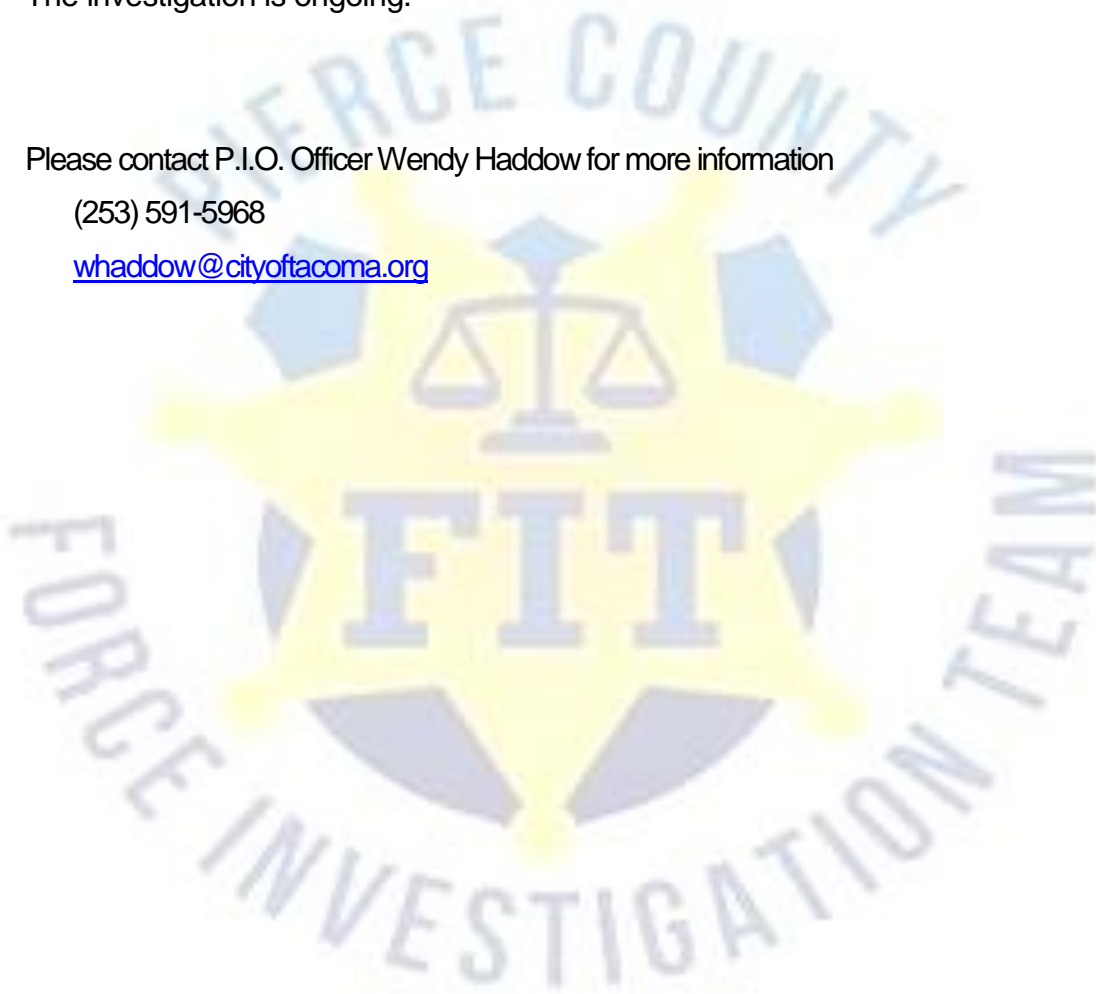 The investigation is ongoing.
PIERCE COUNTY
Please contact P.I.O. Officer Wendy Haddow for more information
(253) 591-5968
whaddow@cityoftacoma.org
FIT
FORCE INVESTIGATION TEAM